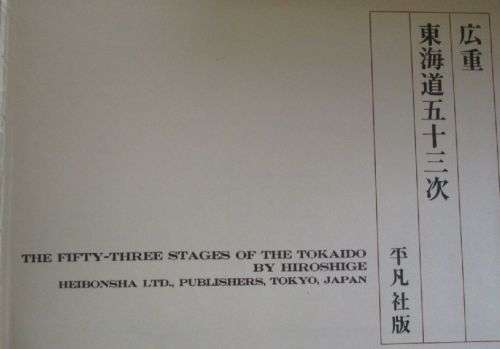 広重
東海道五十三次
平凡社版
THE FIFTY-THREE STAGES OF THE TOKAIDO
BY HIROSHIGE
HEIBONSHA LTD., PUBLISHERS, TOKYO, JAPAN